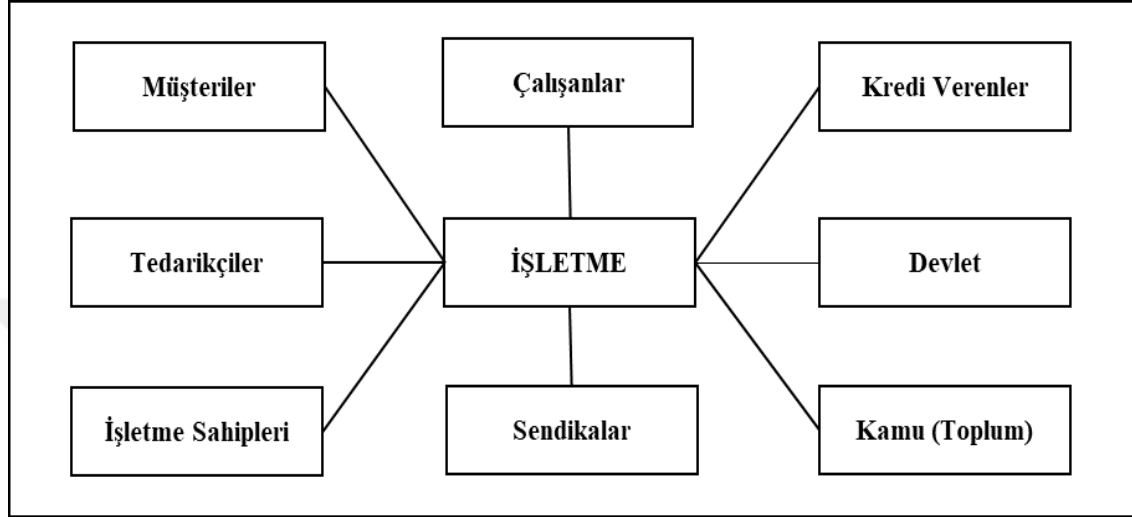 Müşteriler
Çalışanlar
Kredi Verenler
Tedarikçiler
İŞLETME
Devlet
İşletme Sahipleri
Sendikalar
Kamu (Toplum)